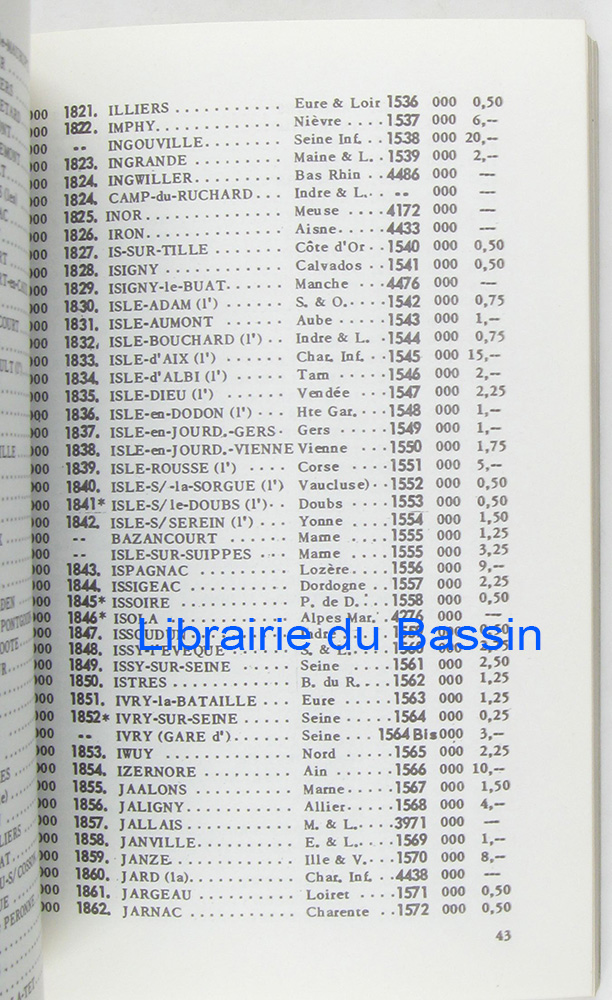 1821. ILLIERS . . . . . . . . . . . Eure & Loir 1536 000 0,50
1822. IMPHY. . . . . . . . . . . . . Nièvre . . . . 1537 000 6,--
-- INGOUVILLE. . . . . . . . Seine Inf. . . 1538 000 20,--
1823. INGRANDE . . . . . . . . . Maine & L. . 1539 000 2,--
1824. INGWILLER. . . . . . . . . Bas Rhin . . 4486 000 ---
1824. CAMP-du-RUCHARD. . . Indre & L. . -- 000 ---
1825. INOR. . . . . . . . . . . . . . Meuse . . . . 4172 000 ---
1826. IRON. . . . . . . . . . . . . . Aisne. . . . . 4433 000 ---
1827. IS-SUR-TILLE . . . . . . . Côte d'Or. . 1540 000 0,50
1828. ISIGNY . . . . . . . . . . . . Calvados . . 1541 000 0,50
1829. ISIGNY-le-BUAT. . . . . . Manche . . 4476 000 ---
1830. ISLE-ADAM (l') . . . . . . S. & O. . . . 1542 000 0,75
1831. ISLE-AUMONT . . . . . . Aube . . . . . 1543 000 1,--
1832. ISLE-BOUCHARD (l') . . Indre & L. . 1544 000 0,75
1833. ISLE-d'AIX (l') . . . . . . Char. Inf. . . 1545 000 15,--
1834. ISLE-d'ALBI (l') . . . . . Tarn . . . . . 1546 000 2,--
1835. ISLE-DIEU (l') . . . . . . . Vendée . . . 1547 000 2,25
1836. ISLE-en-DODON (l') . . . Hte Gar. . . 1548 000 1,--
1837. ISLE-en-JOURD.-GERS . Gers . . . . . 1549 000 1,--
1838. ISLE-en-JOURD.-VIENNE Vienne . . . 1550 000 1,75
1839. ISLE-ROUSSE (l') . . . . Corse . . . . 1551 000 5,--
1840. ISLE-S/-la-SORGUE (l') Vaucluse) . . 1552 000 0,50
1841* ISLE-S/le-DOUBS (l') . . Doubs . . . . 1553 000 0,50
1842. ISLE-S/SEREIN (l') . . . Yonne . . . . 1554 000 1,50
-- BAZANCOURT . . . . . . Marne . . . . 1555 000 1,25
-- ISLE-SUR-SUIPPES . . . Marne . . . . 1555 000 3,25
1843. ISPAGNAC . . . . . . . . . Lozère. . . . 1556 000 9,--
1844. ISSIGEAC . . . . . . . . . . Dordogne . . 1557 000 2,25
1845* ISSOIRE . . . . . . . . . . . P. de D. . . . 1558 000 0,50
1846* ISOLA . . . . . . . . . . . . Alpes Mar. 4276 000 ---
1847. ISSOUDUN . . . . . . . . . Indre . . . . 1559 000 0,50
1848. ISSY-l'EVEQUE . . . . . . S. & L. . . . 1560 000
1849. ISSY-SUR-SEINE . . . . . Seine . . . . 1561 000 2,50
1850. ISTRES . . . . . . . . . . . . B. du R. . . . 1562 000 1,25
1851. IVRY-la-BATAILLE . . . Eure . . . . . 1563 000 1,25
1852* IVRY-SUR-SEINE . . . . . Seine . . . . 1564 000 0,25
-- IVRY (GARE d'). . . . . . Seine . . . 1564 Bis 000 3,--
1853. IWUY . . . . . . . . . . . . . Nord . . . . . 1565 000 2,25
1854. IZERNORE . . . . . . . . . Ain . . . . . . 1566 000 10,--
1855. JAALONS . . . . . . . . . . Marne. . . . 1567 000 1,50
1856. JALIGNY. . . . . . . . . . . Allier. . . . . 1568 000 4,--
1857. JALLAIS . . . . . . . . . . . M. & L. . . . 3971 000 ---
1858. JANVILLE. . . . . . . . . . E. & L. . . . 1569 000 1,--
1859. JANZE. . . . . . . . . . . . . Ille & V. . . . 1570 000 8,--
1860. JARD (la) . . . . . . . . . . Char. Inf. . . 4438 000 ---
1861. JARGEAU . . . . . . . . . . Loiret . . . . 1571 000 0,50
1862. JARNAC . . . . . . . . . . . Charente . . 1572 000 0,50
43
Librairie du Bassin